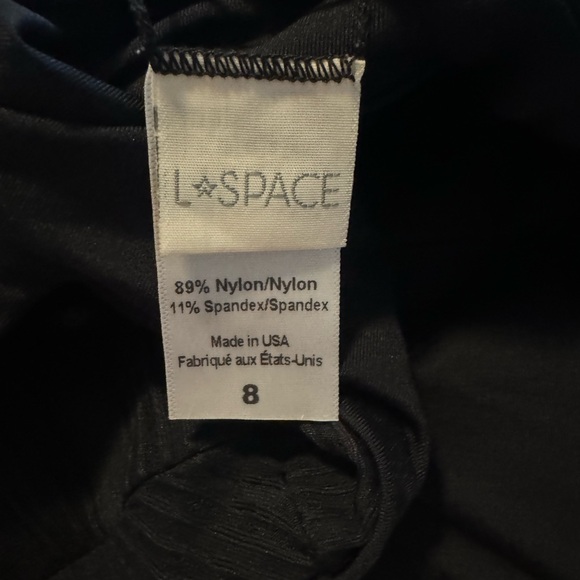 L☆SPACE
89% Nylon/Nylon
11% Spandex/Spandex
Made in USA
Fabriqué aux États-Unis
8